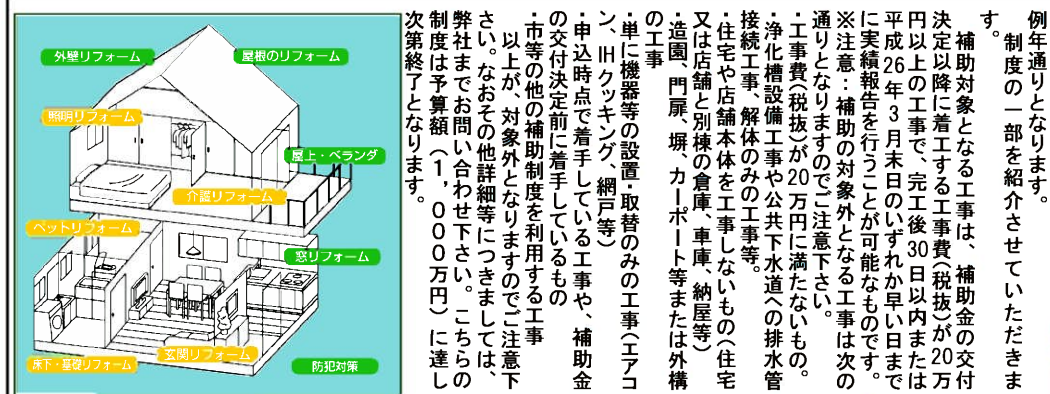 例年通りとなります。
　制度の一部を紹介させていただきま
す。
　補助対象となる工事は、補助金の交付
決定以降に着工する工事費（税抜）が20万
円以上の工事で、完工後30日以内または
平成26年3月末日のいずれか早い日まで
に実績報告を行うことが可能なものです。
※注意：補助の対象外となる工事は次の
通りとなりますのでご注意下さい。
・工事費（税抜）が20万円に満たないもの。
・浄化槽設備工事や公共下水道への排水管
接続工事、解体のみの工事等。
・住宅や店舗本体を工事しないもの（住宅
又は店舗と別棟の倉庫、車庫、納屋等）
・造園、門扉、塀、カーポート等または外構
の工事
・単に機器等の設置・取替のみの工事（エアコ
ン、IHクッキング、網戸等）
・申込時点で着手している工事や、補助金
の交付決定前に着手しているもの
・市等の他の補助制度を利用する工事
　以上が、対象外となりますのでご注意下
さい。なおその他詳細等につきましては、
弊社までお問い合わせ下さい。こちらの
制度は予算額（1，000万円）に達し
次第終了となります。
外壁リフォーム
屋根のリフォーム
照明リフォーム
屋上・ベランダ
介護リフォーム
ペットリフォーム
窓リフォーム
玄関リフォーム
床下・基礎リフォーム
防犯対策